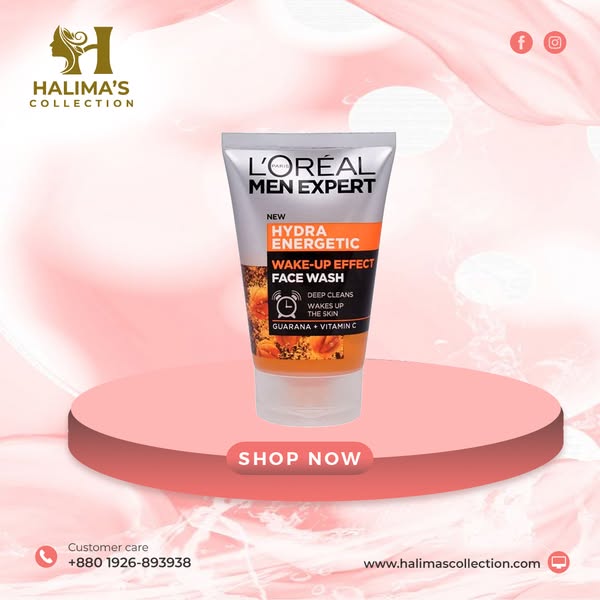 HALIMA'S
COLLECTION
L'ORÉAL
PARIS
MEN EXPERT
NEW
HYDRA
ENERGETIC
WAKE-UP EFFECT
FACE WASH
DEEP CLEANS
WAKES UP
THE SKIN
GUARANA + VITAMIN C
SHOP NOW
Customer care
+880 1926-893938
www.halimascollection.com